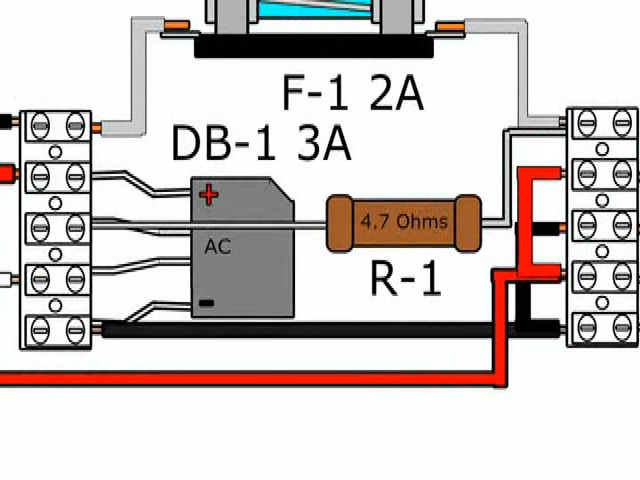 F-1 2A
DB-1 3A
+
4.7 Ohms
AC
R-1
-